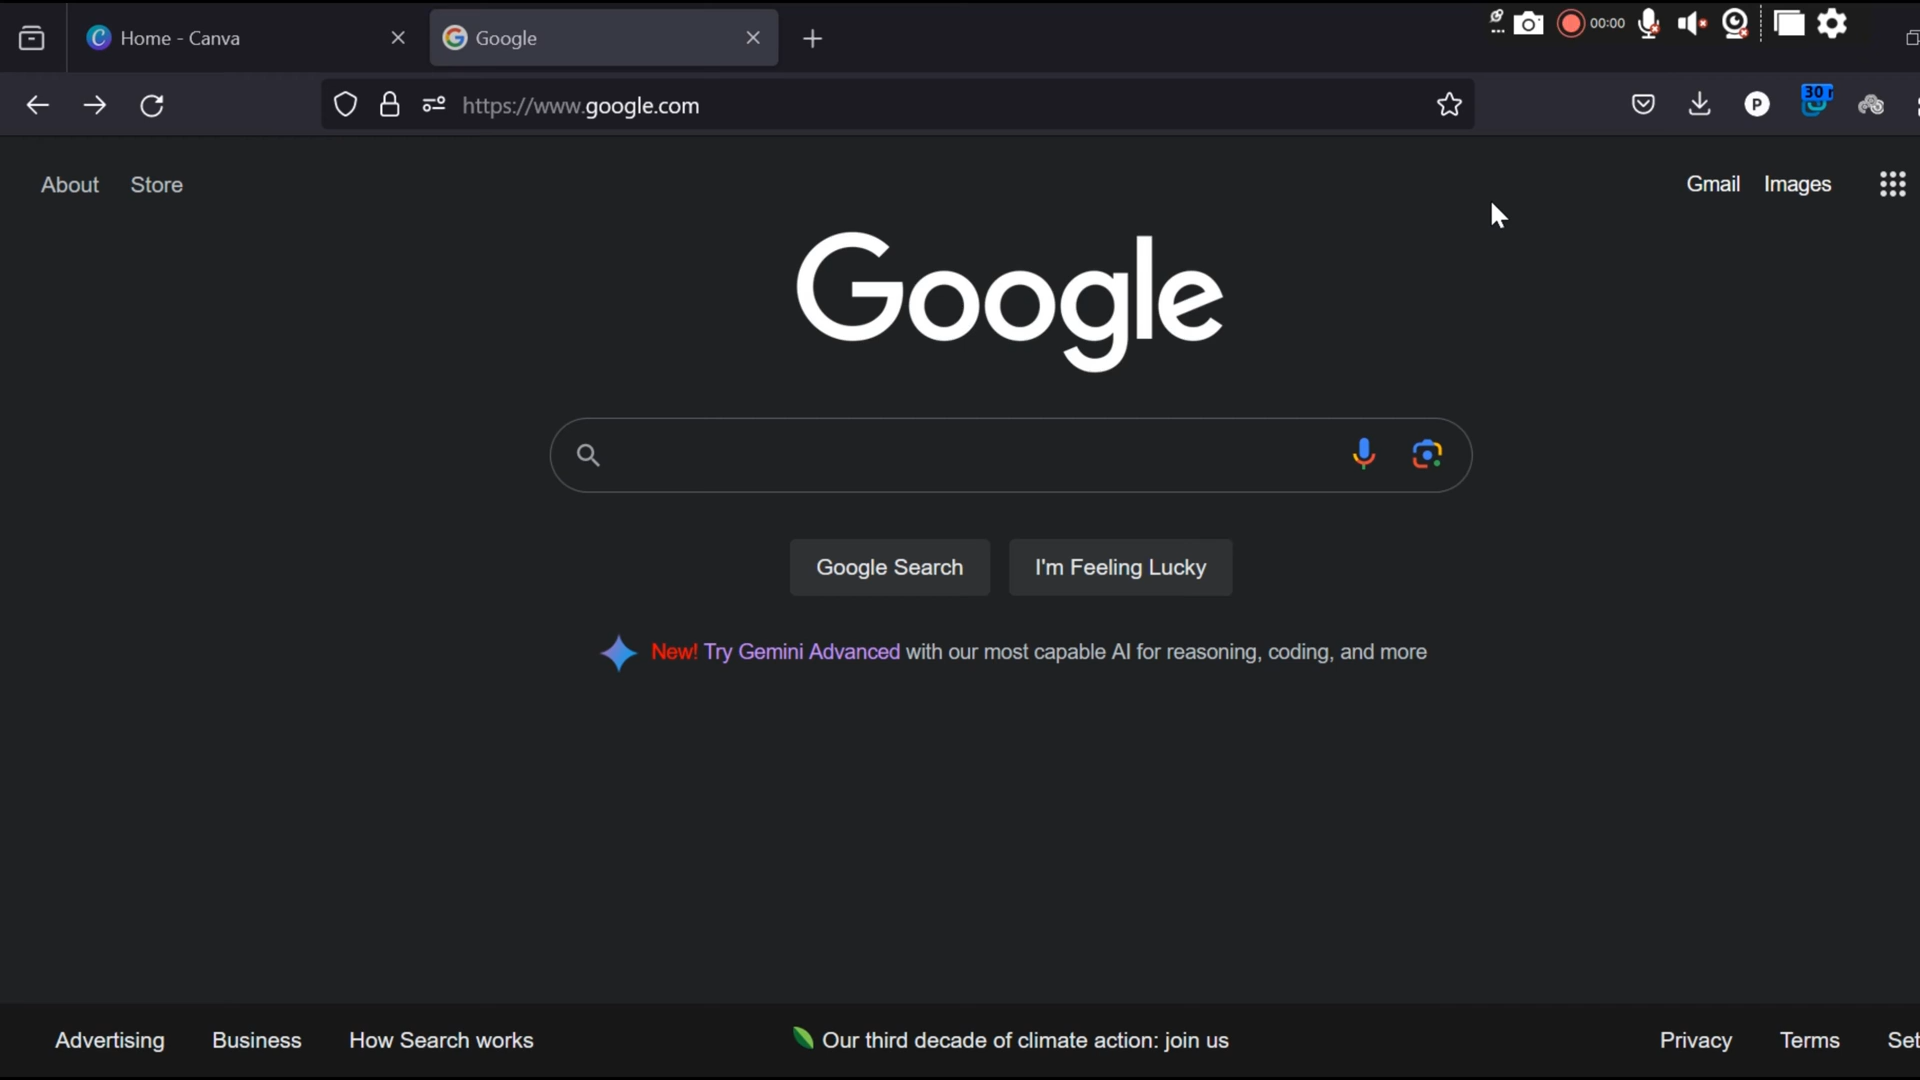 Home - Canva
Google
00:00
https://www.google.com
P
30
About Store
Gmail Images
Google
Google Search
I'm Feeling Lucky
New! Try Gemini Advanced with our most capable AI for reasoning, coding, and more
Advertising Business How Search works
Our third decade of climate action: join us
Privacy Terms